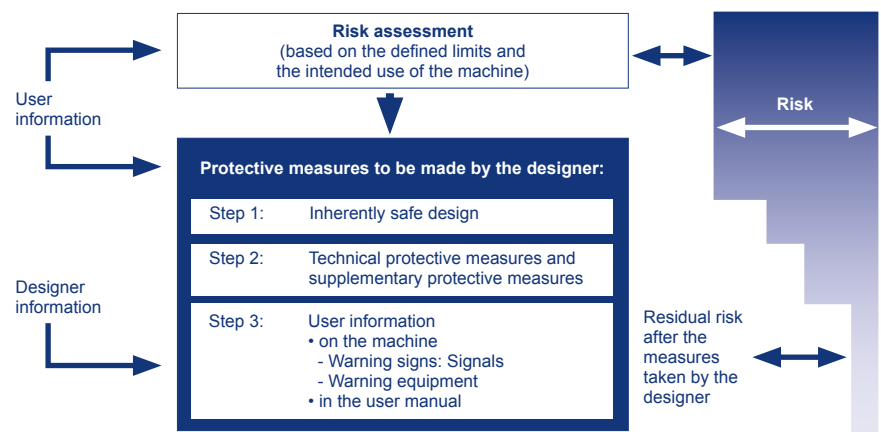 Risk assessment
(based on the defined limits and
the intended use of the machine)
User
information
Risk
Protective measures to be made by the designer:
Step 1: Inherently safe design
Step 2: Technical protective measures and
supplementary protective measures
Designer
information
Step 3: User information
• on the machine
- Warning signs: Signals
- Warning equipment
• in the user manual
Residual risk
after the
measures
taken by the
designer